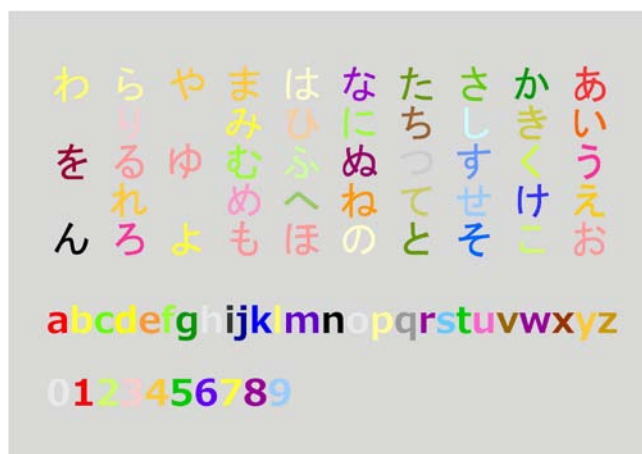 わ ら や ま は な た さ か あ
り み ひ に ち し き い
を る ゆ む ふ ぬ つ す く う
れ め へ ね て せ け え
ん ろ よ も ほ の と そ こ お
abcdefghijklmnopqrstuvwxyz
0123456789